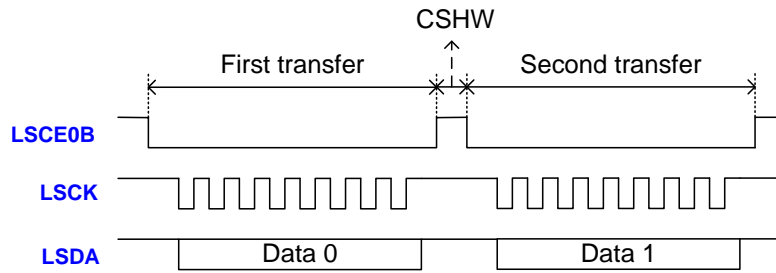 CSHW
First transfer
Second transfer
LSCE0B
LSCK
LSDA
Data 0
Data 1